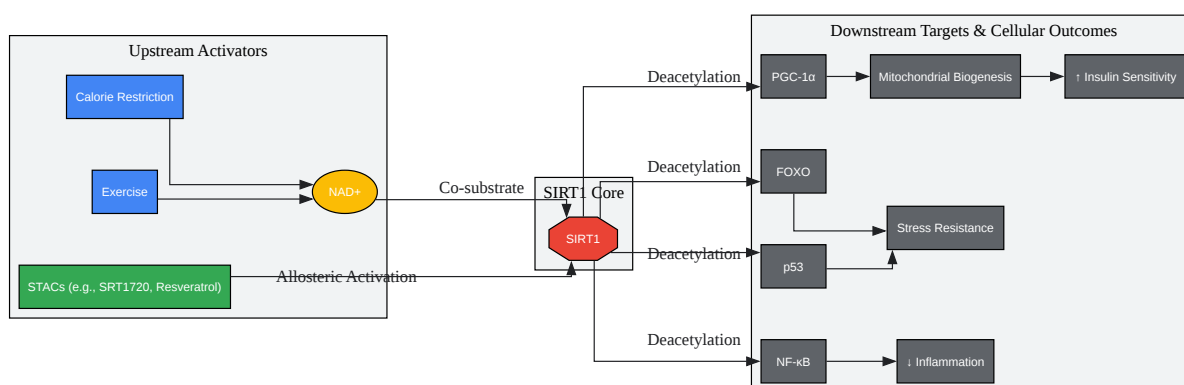 Upstream Activators
Calorie Restriction
Exercise
NAD+
STACs (e.g., SRT1720, Resveratrol)
Co-substrate
Allosteric Activation
SIRT1 Core
SIRT1
Downstream Targets & Cellular Outcomes
Deacetylation
PGC-1α
Mitochondrial Biogenesis
↑ Insulin Sensitivity
Deacetylation
FOXO
Stress Resistance
Deacetylation
p53
Deacetylation
NF-κB
↓ Inflammation